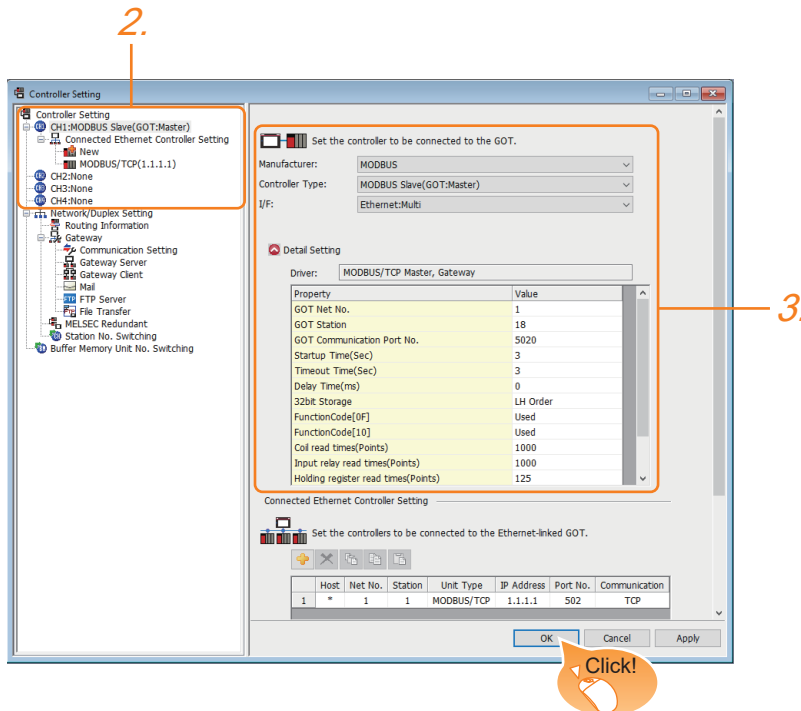 2.
Controller Setting
Controller Setting
CH1:MODBUS Slave(GOT:Master)
Connected Ethernet Controller Setting
New
MODBUS/TCP(1.1.1.1)
CH2:None
CH3:None
CH4:None
Network/Duplex Setting
Routing Information
Gateway
Communication Setting
Gateway Server
Gateway Client
Mail
FTP Server
File Transfer
MELSEC Redundant
Station No. Switching
Buffer Memory Unit No. Switching
Set the controller to be connected to the GOT.
Manufacturer: MODBUS
Controller Type: MODBUS Slave(GOT:Master)
I/F: Ethernet:Multi
3.
Detail Setting
Driver: MODBUS/TCP Master, Gateway
Property Value
GOT Net No. 1
GOT Station 18
GOT Communication Port No. 5020
Startup Time(Sec) 3
Timeout Time(Sec) 3
Delay Time(ms) 0
32bit Storage LH Order
FunctionCode[0F] Used
FunctionCode[10] Used
Coil read times(Points) 1000
Input relay read times(Points) 1000
Holding register read times(Points) 125
Connected Ethernet Controller Setting
Set the controllers to be connected to the Ethernet-linked GOT.
Host Net No. Station Unit Type IP Address Port No. Communication
1 * 1 1 MODBUS/TCP 1.1.1.1 502 TCP
OK Cancel Apply
Click!